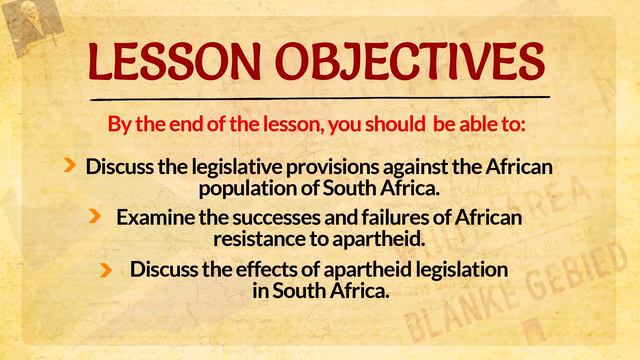 LESSON OBJECTIVES
By the end of the lesson, you should be able to:
Discuss the legislative provisions against the African
population of South Africa.
Examine the successes and failures of African
resistance to apartheid.
Discuss the effects of apartheid legislation
in South Africa.
AREA
BLANKE GEBIED